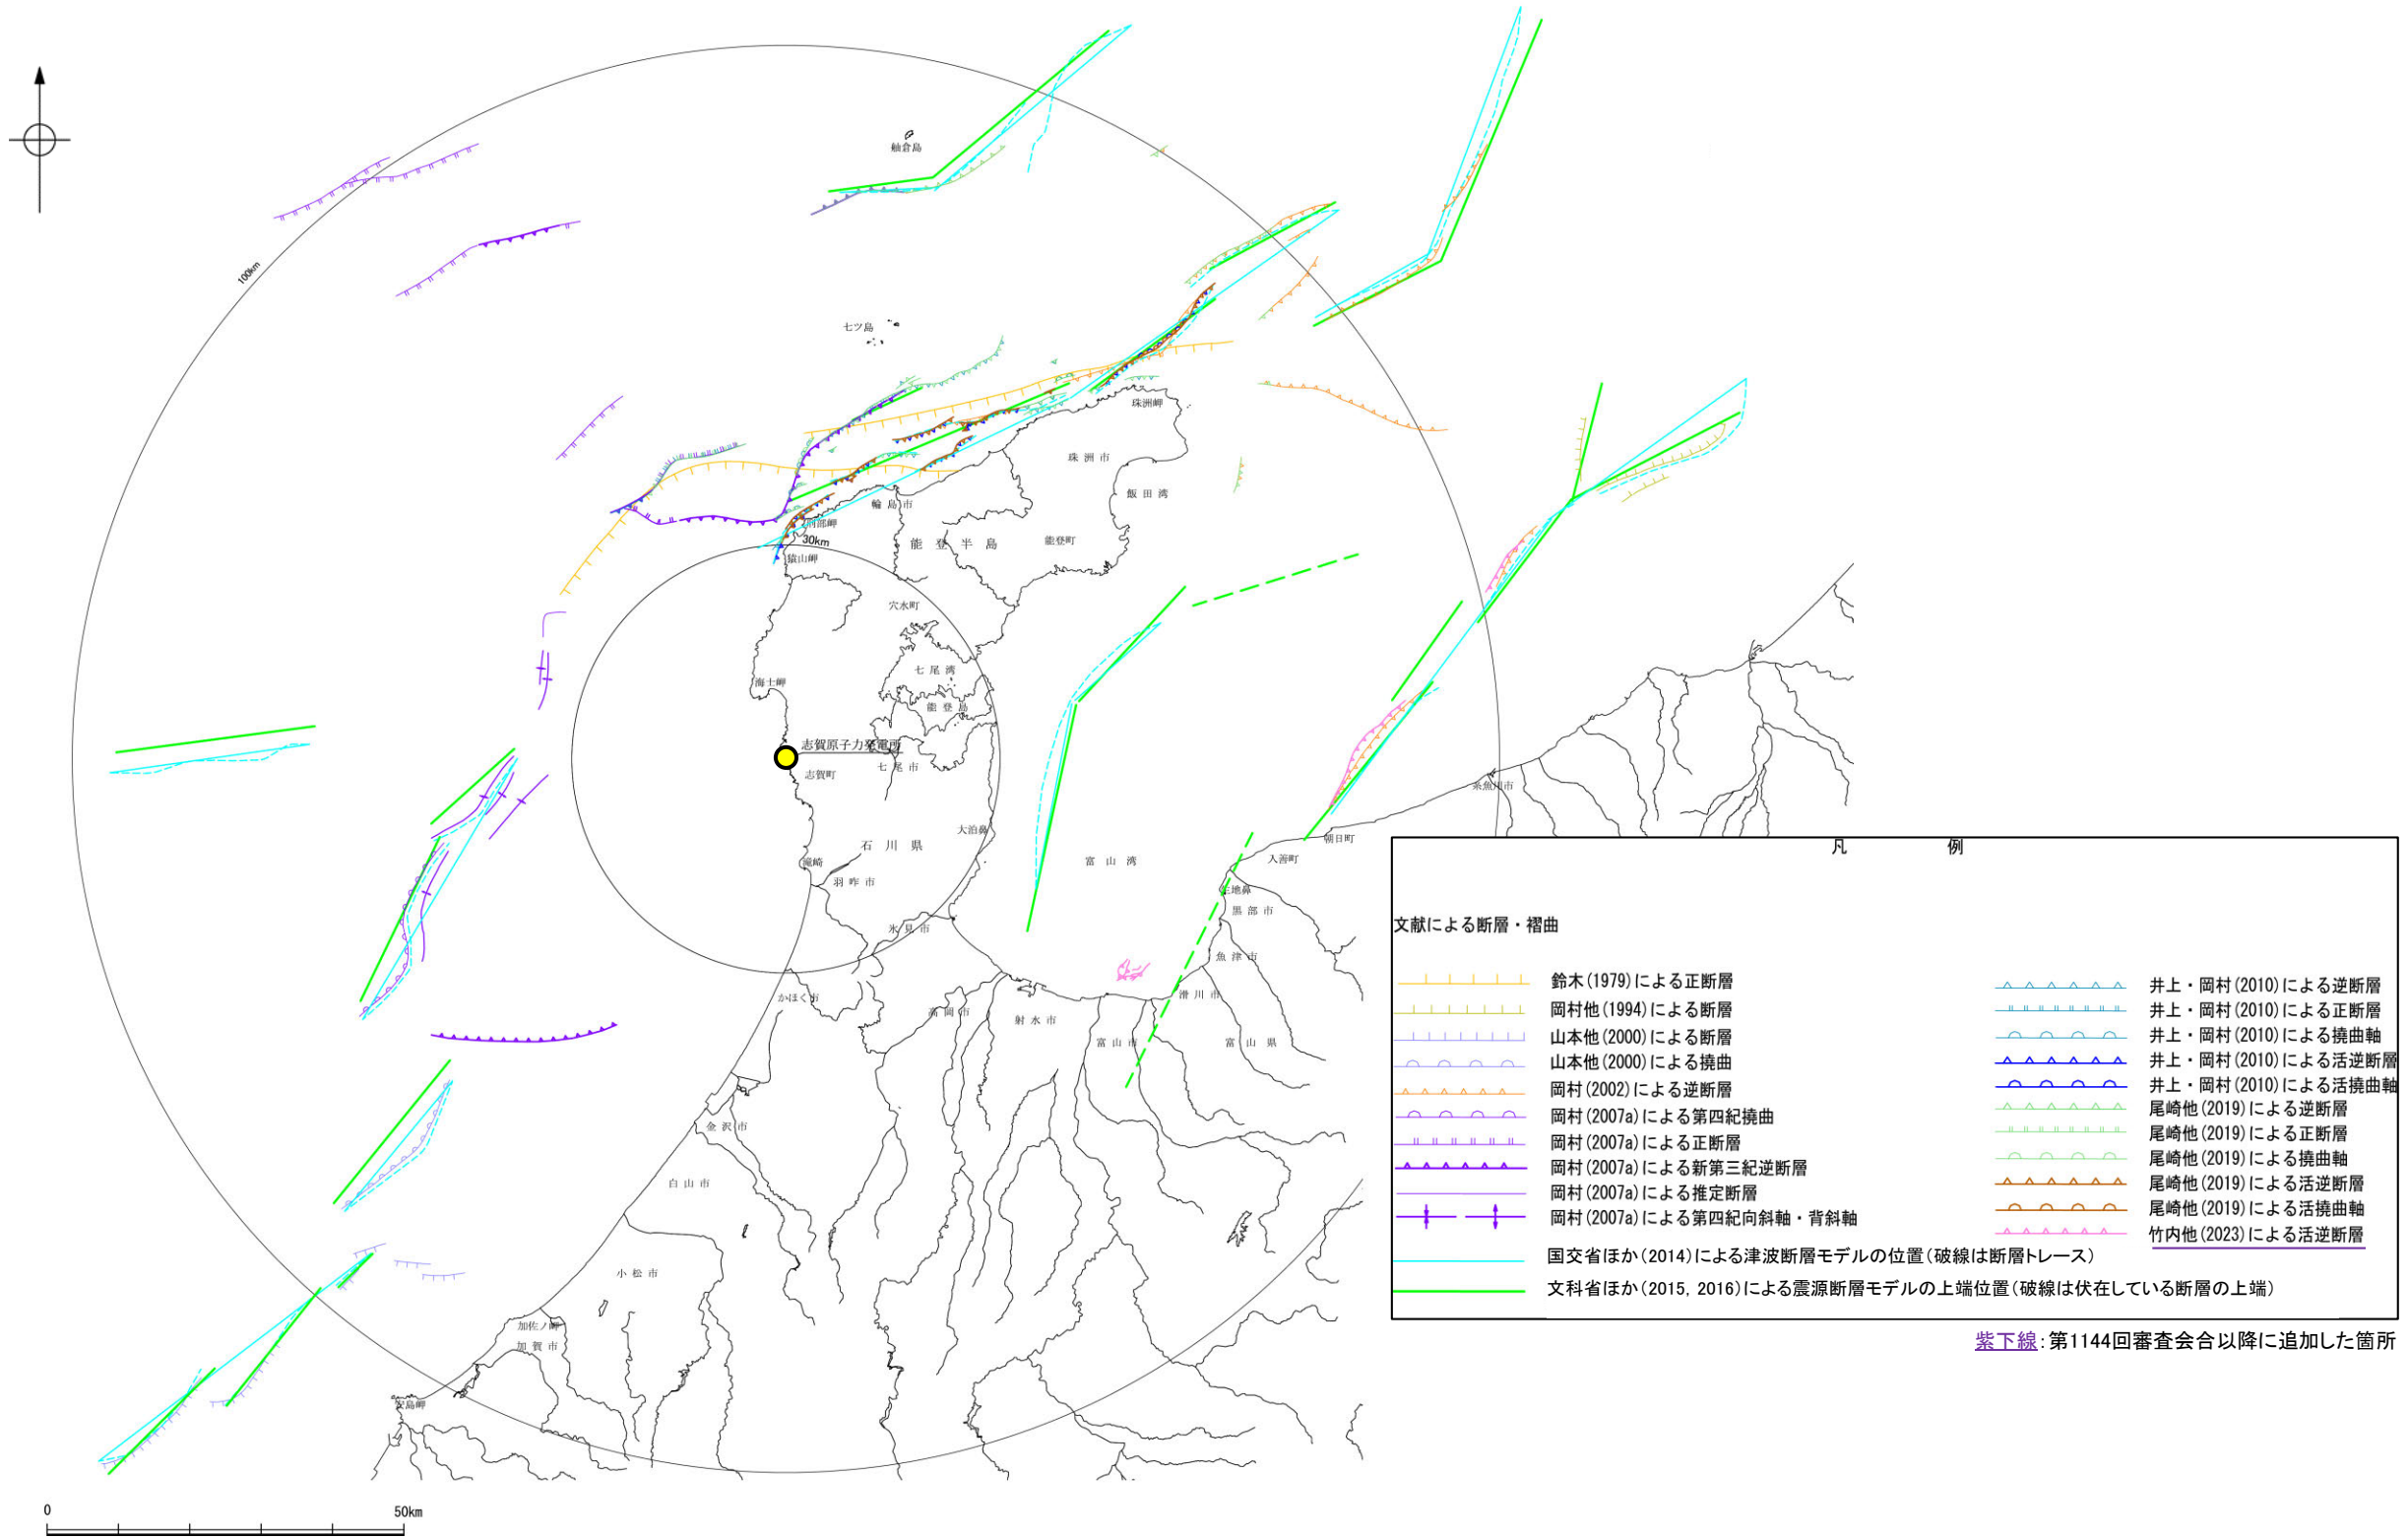 舳倉島
100km
七ツ島
珠洲岬
珠洲市
飯田湾
輪島市
30km
猿山岬
能登半島
能登町
穴水町
七尾湾
海士岬
能登島
志賀原子力発電所
七尾市
志賀町
糸魚川市
大泊鼻
朝日町
石川県
滝崎
富山湾
入善町
羽咋市
生地鼻
黒部市
氷見市
魚津市
かほく市
滑川市
高岡市
射水市
富山市
富山県
金沢市
白山市
小松市
加佐ノ岬
加賀市
安島岬
0 50km
凡例
文献による断層・褶曲
鈴木(1979)による正断層
岡村他(1994)による断層
山本他(2000)による断層
山本他(2000)による撓曲
岡村(2002)による逆断層
岡村(2007a)による第四紀撓曲
岡村(2007a)による正断層
岡村(2007a)による新第三紀逆断層
岡村(2007a)による推定断層
岡村(2007a)による第四紀向斜軸・背斜軸
井上・岡村(2010)による逆断層
井上・岡村(2010)による正断層
井上・岡村(2010)による撓曲軸
井上・岡村(2010)による活逆断層
井上・岡村(2010)による活撓曲軸
尾崎他(2019)による逆断層
尾崎他(2019)による正断層
尾崎他(2019)による撓曲軸
尾崎他(2019)による活逆断層
尾崎他(2019)による活撓曲軸
竹内他(2023)による活逆断層
国交省ほか(2014)による津波断層モデルの位置(破線は断層トレース)
文科省ほか(2015, 2016)による震源断層モデルの上端位置(破線は伏在している断層の上端)
紫下線:第1144回審査会合以降に追加した箇所